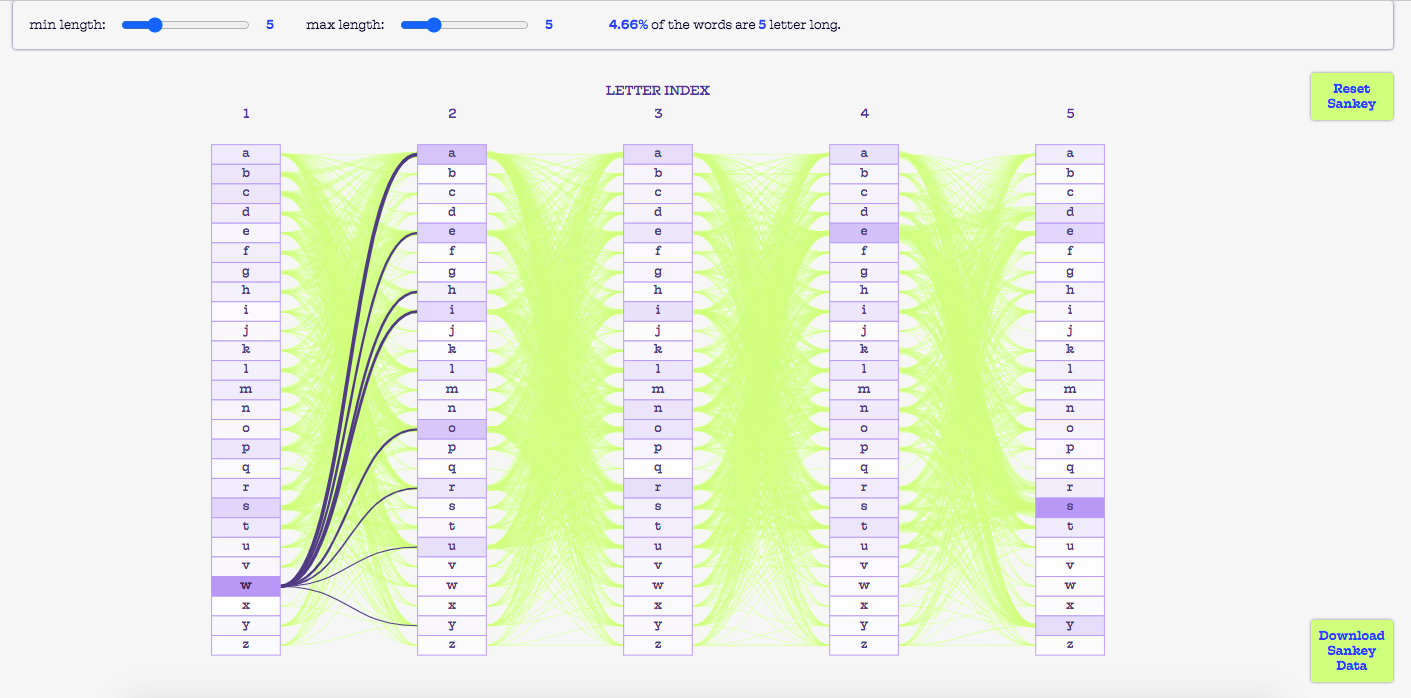 min length: 5 max length: 5 4.66% of the words are 5 letter long.
LETTER INDEX
1 2 3 4 5
Reset
Sankey
a a a a a
b b b b b
c c c c c
d d d d d
e e e e e
f f f f f
g g g g g
h h h h h
i i i i i
j j j j j
k k k k k
l l l l l
m m m m m
n n n n n
o o o o o
p p p p p
q q q q q
r r r r r
s s s s s
t t t t t
u u u u u
v v v v v
w w w w w
x x x x x
y y y y y
z z z z z
Download
Sankey
Data